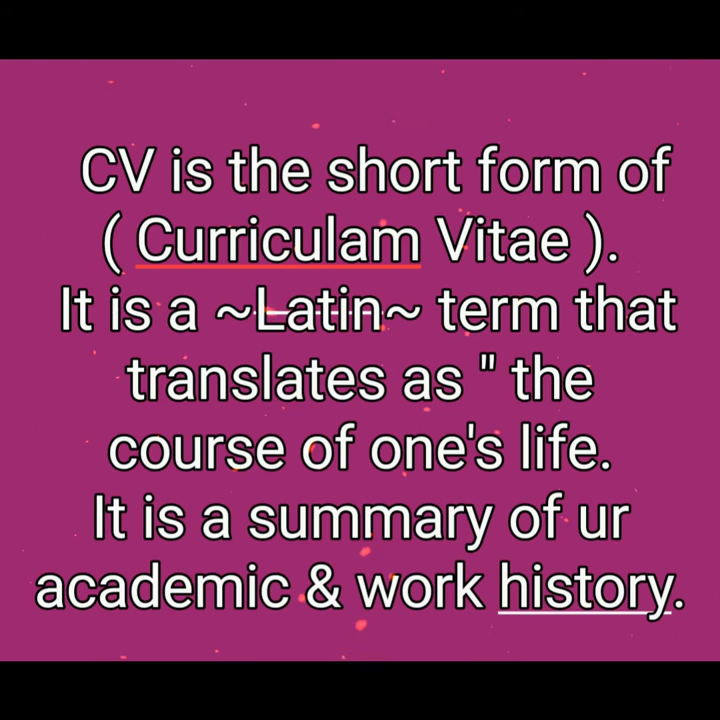 CV is the short form of
( Curriculam Vitae ).
It is a ~Latin~ term that
translates as " the
course of one's life.
It is a summary of ur
academic & work history.